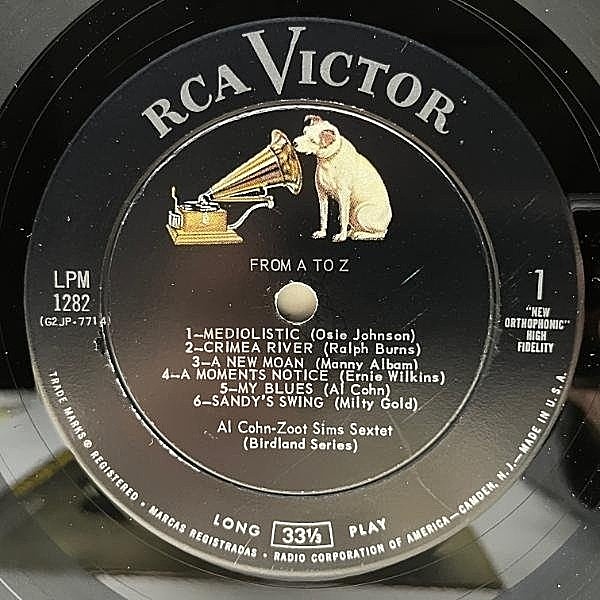 RCA VICTOR
FROM A TO Z
LPM
1282
(G2JP-7714)
1
"NEW
ORTHOPHONIC"
HIGH
FIDELITY
1—MEDIOLISTIC (Osie Johnson)
2—CRIMEA RIVER (Ralph Burns)
3—A NEW MOAN (Manny Albam)
4—A MOMENTS NOTICE (Ernie Wilkins)
5—MY BLUES (Al Cohn)
6—SANDY'S SWING (Milty Gold)
Al Cohn-Zoot Sims Sextet
(Birdland Series)
LONG 33⅓ PLAY
TRADE MARKS ® REGISTERED • MARCAS REGISTRADAS • RADIO CORPORATION OF AMERICA—CAMDEN, N. J.—MADE IN U.S.A.